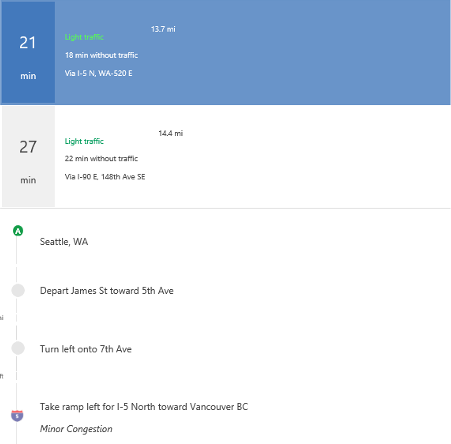 21
min
13.7 mi
Light traffic
18 min without traffic
Via I-5 N, WA-520 E
27
min
14.4 mi
Light traffic
22 min without traffic
Via I-90 E, 148th Ave SE
A
Seattle, WA
Depart James St toward 5th Ave
Turn left onto 7th Ave
5
Take ramp left for I-5 North toward Vancouver BC
Minor Congestion